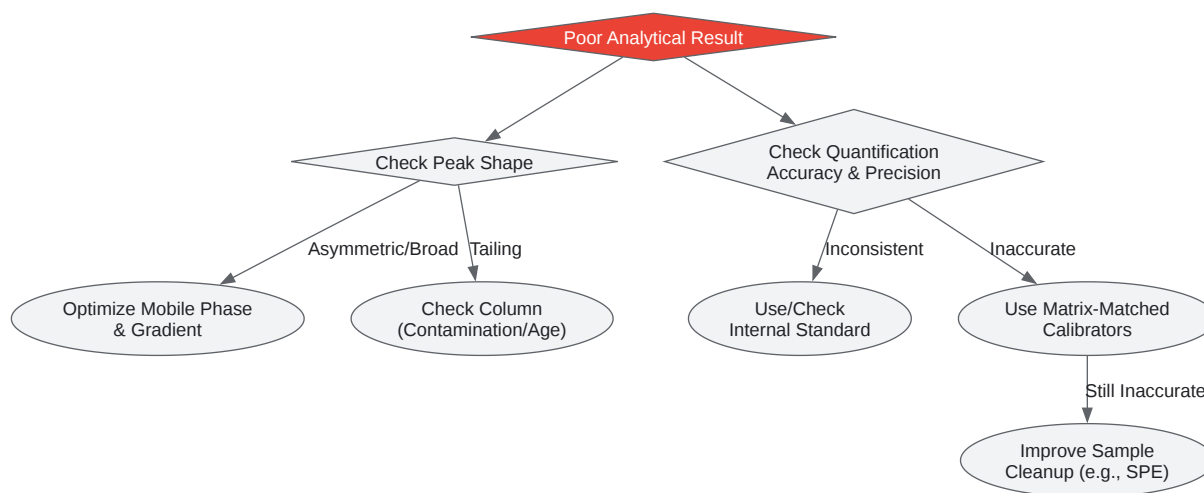 Poor Analytical Result
Check Peak Shape
Check Quantification
Accuracy & Precision
Asymmetric/Broad
Tailing
Inconsistent
Inaccurate
Optimize Mobile Phase
& Gradient
Check Column
(Contamination/Age)
Use/Check
Internal Standard
Use Matrix-Matched
Calibrators
Still Inaccurate
Improve Sample
Cleanup (e.g., SPE)